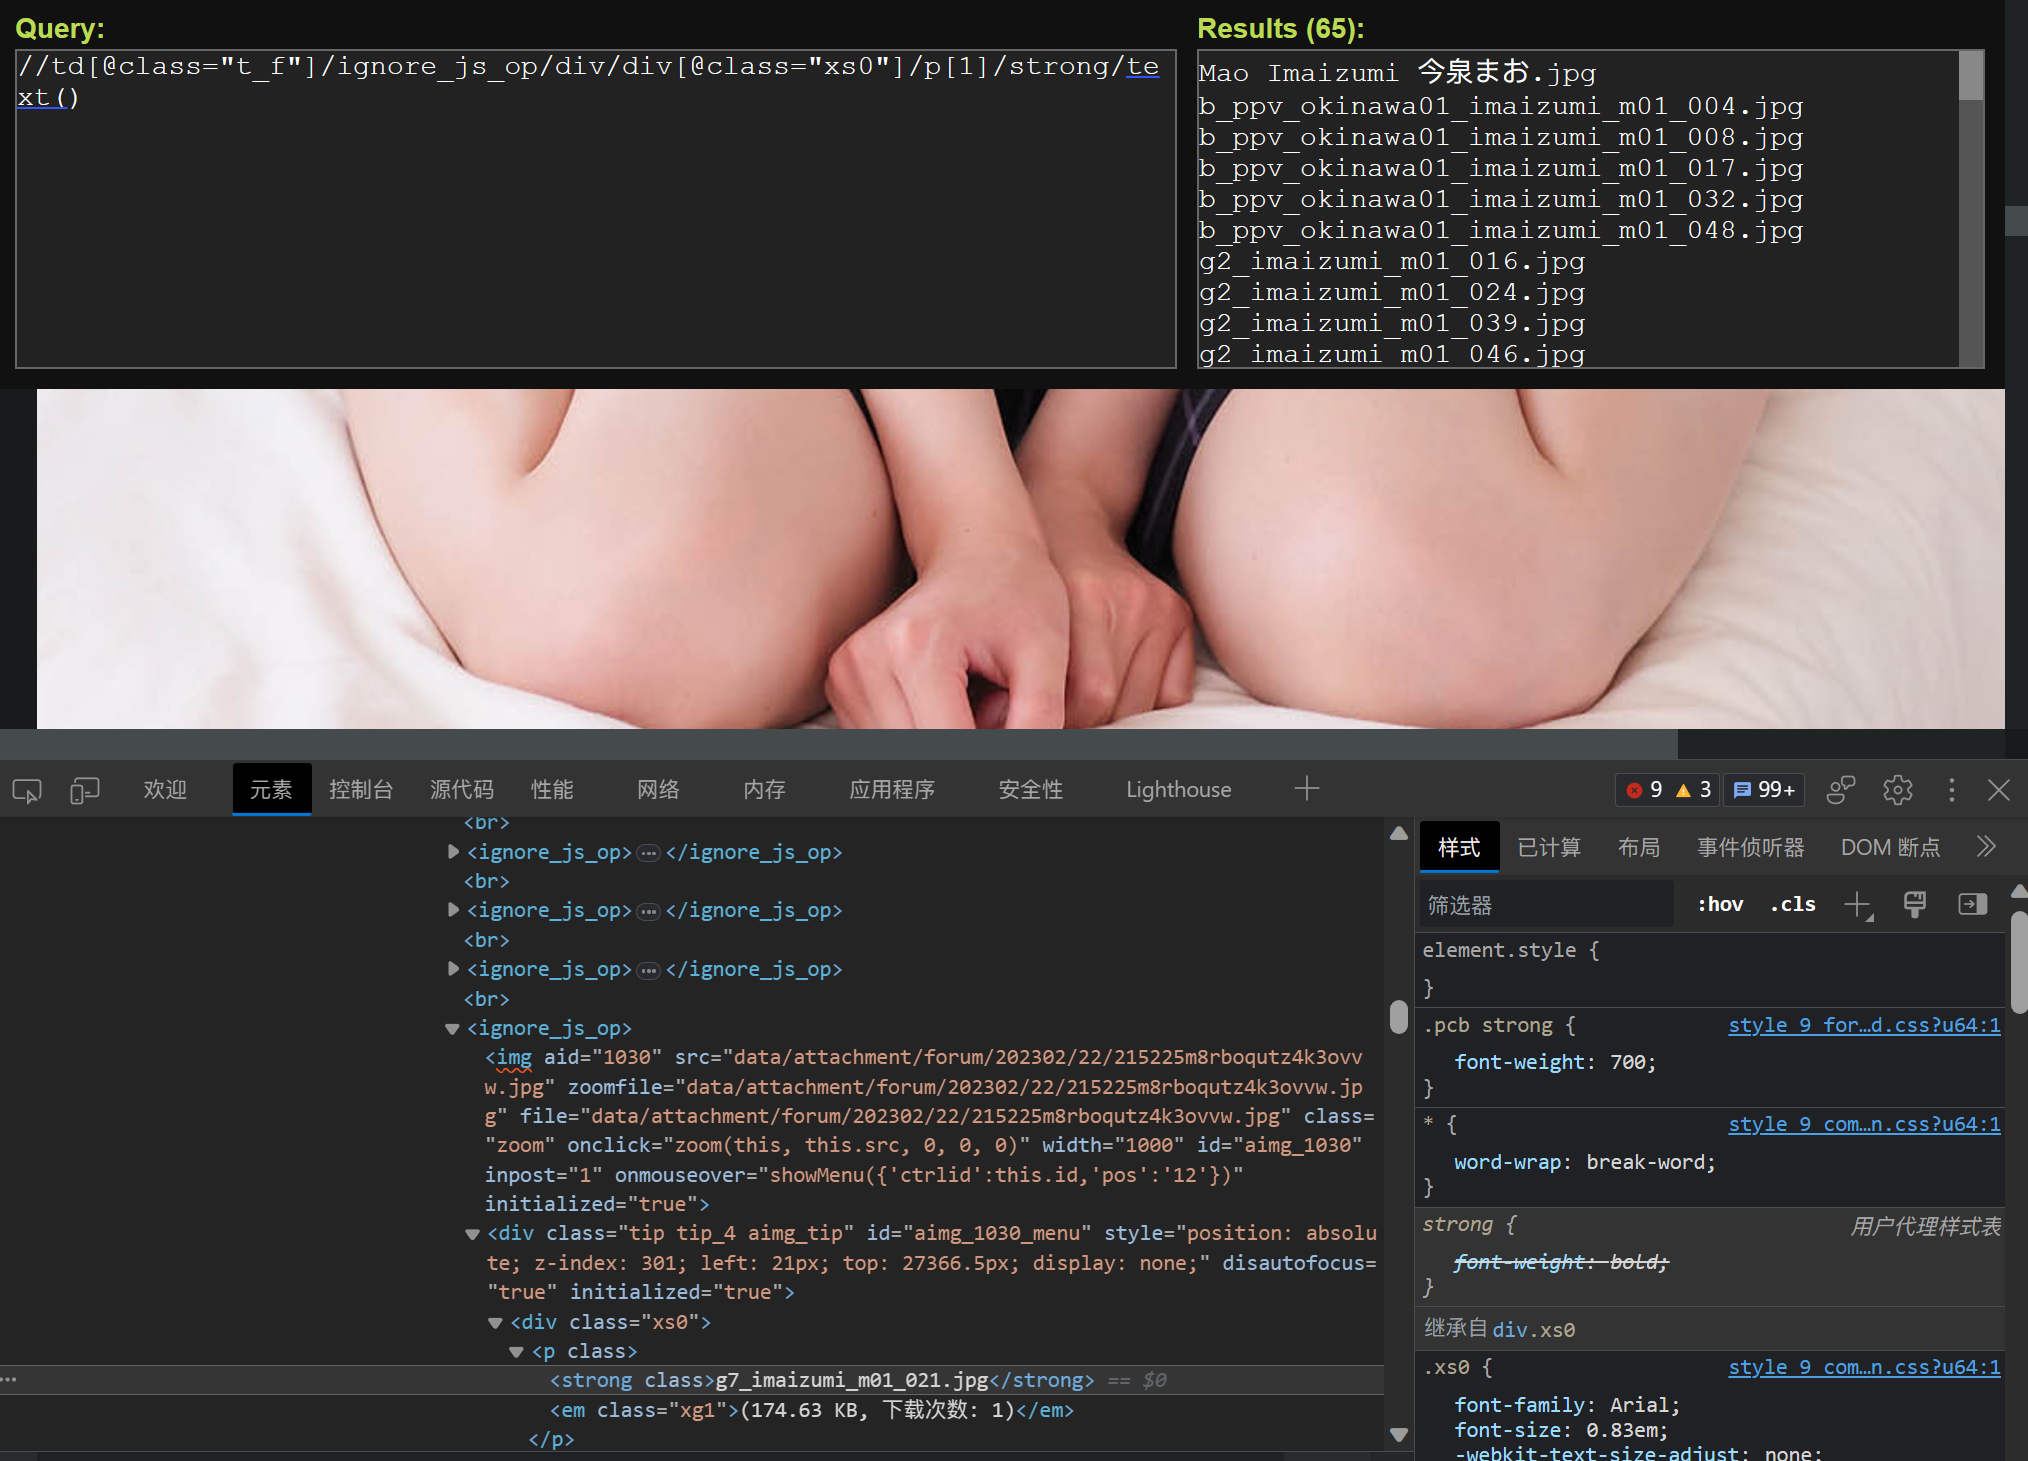 Query:
//td[@class="t_f"]/ignore_js_op/div/div[@class="xs0"]/p[1]/strong/te
xt()
Results (65):
Mao Imaizumi 今泉まお.jpg
b_ppv_okinawa01_imaizumi_m01_004.jpg
b_ppv_okinawa01_imaizumi_m01_008.jpg
b_ppv_okinawa01_imaizumi_m01_017.jpg
b_ppv_okinawa01_imaizumi_m01_032.jpg
b_ppv_okinawa01_imaizumi_m01_048.jpg
g2_imaizumi_m01_016.jpg
g2_imaizumi_m01_024.jpg
g2_imaizumi_m01_039.jpg
g2_imaizumi_m01_046.jpg
欢迎 元素 控制台 源代码 性能 网络 内存 应用程序 安全性 Lighthouse 9 3 99+
<br>
<ignore_js_op>…</ignore_js_op>
<br>
<ignore_js_op>…</ignore_js_op>
<br>
<ignore_js_op>…</ignore_js_op>
<br>
<ignore_js_op>
<img aid="1030" src="data/attachment/forum/202302/22/215225m8rboqutz4k3ovv
w.jpg" zoomfile="data/attachment/forum/202302/22/215225m8rboqutz4k3ovvw.jp
g" file="data/attachment/forum/202302/22/215225m8rboqutz4k3ovvw.jpg" class=
"zoom" onclick="zoom(this, this.src, 0, 0, 0)" width="1000" id="aimg_1030"
inpost="1" onmouseover="showMenu({'ctrlid':this.id,'pos':'12'})"
initialized="true">
<div class="tip tip_4 aimg_tip" id="aimg_1030_menu" style="position: absolu
te; z-index: 301; left: 21px; top: 27366.5px; display: none;" disautofocus=
"true" initialized="true">
<div class="xs0">
<p class>
<strong class>g7_imaizumi_m01_021.jpg</strong> == $0
<em class="xg1">(174.63 KB, 下载次数: 1)</em>
</p>
样式 已计算 布局 事件侦听器 DOM 断点
筛选器 :hov .cls
element.style {
}
.pcb strong { style_9_for…d.css?u64:1
font-weight: 700;
}
* { style_9_com…n.css?u64:1
word-wrap: break-word;
}
strong { 用户代理样式表
font-weight: bold;
}
继承自 div.xs0
.xs0 { style_9_com…n.css?u64:1
font-family: Arial;
font-size: 0.83em;
-webkit-text-size-adjust: none;